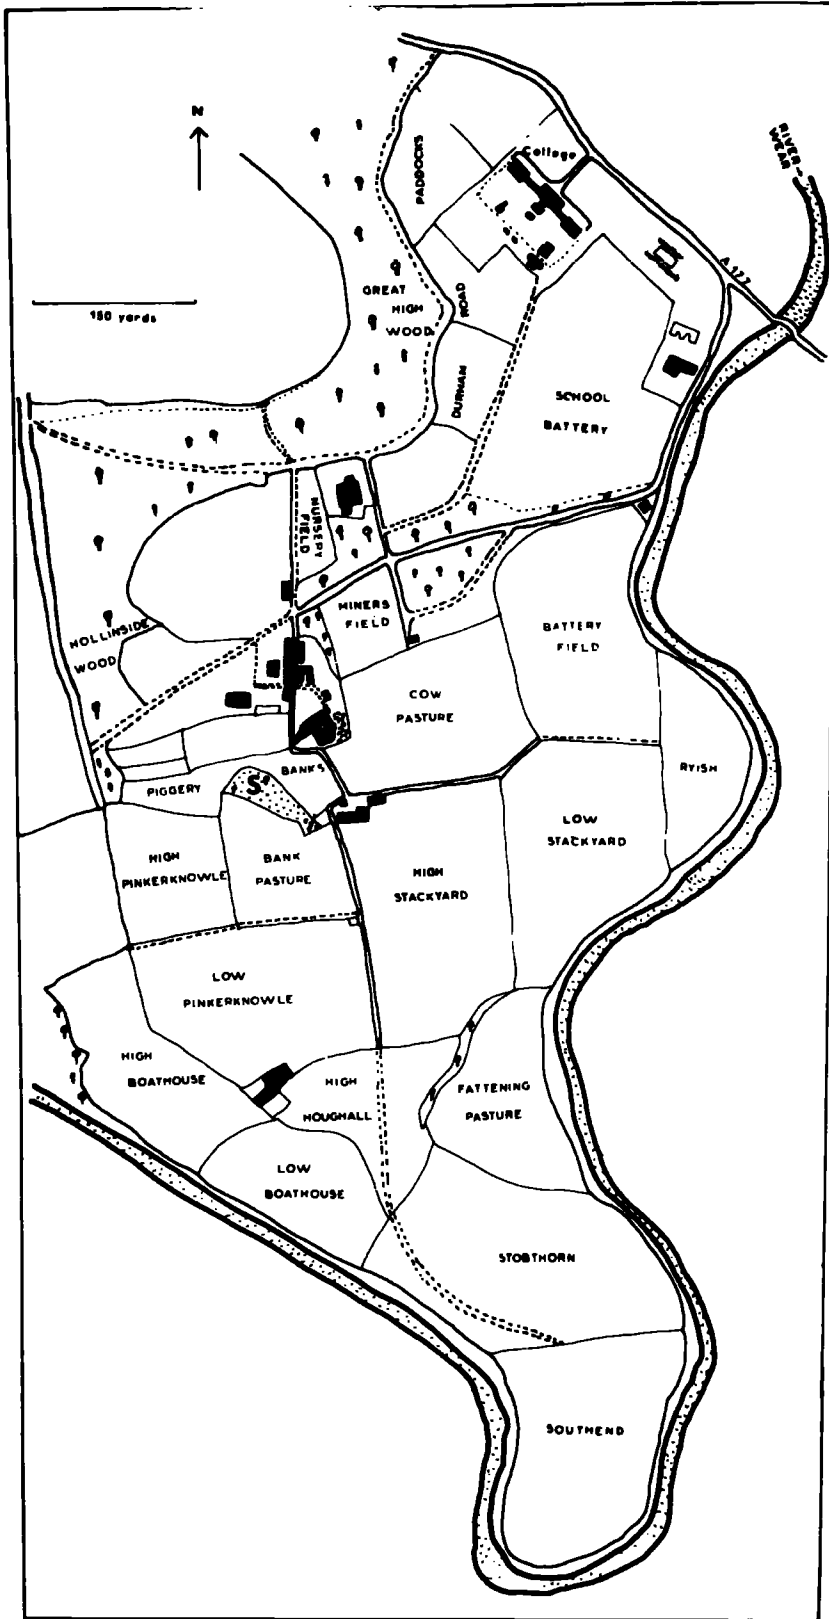 N
RIVER
WEAR
College
PADDOCKS
A 177
GREAT
HIGH
WOOD
ROAD
150 yards
DURHAM
SCHOOL
BATTERY
NURSERY
FIELD
MINERS
FIELD
HOLLINSIDE
WOOD
BATTERY
FIELD
COW
PASTURE
S
RYISH
BANKS
PIGGERY
S
LOW
STACKYARD
HIGH
PINKERKNOWLE
BANK
PASTURE
HIGH
STACKYARD
LOW
PINKERKNOWLE
HIGH
BOATHOUSE
HIGH
HOUGHALL
FATTENING
PASTURE
LOW
BOATHOUSE
STOBTHORN
SOUTHEND